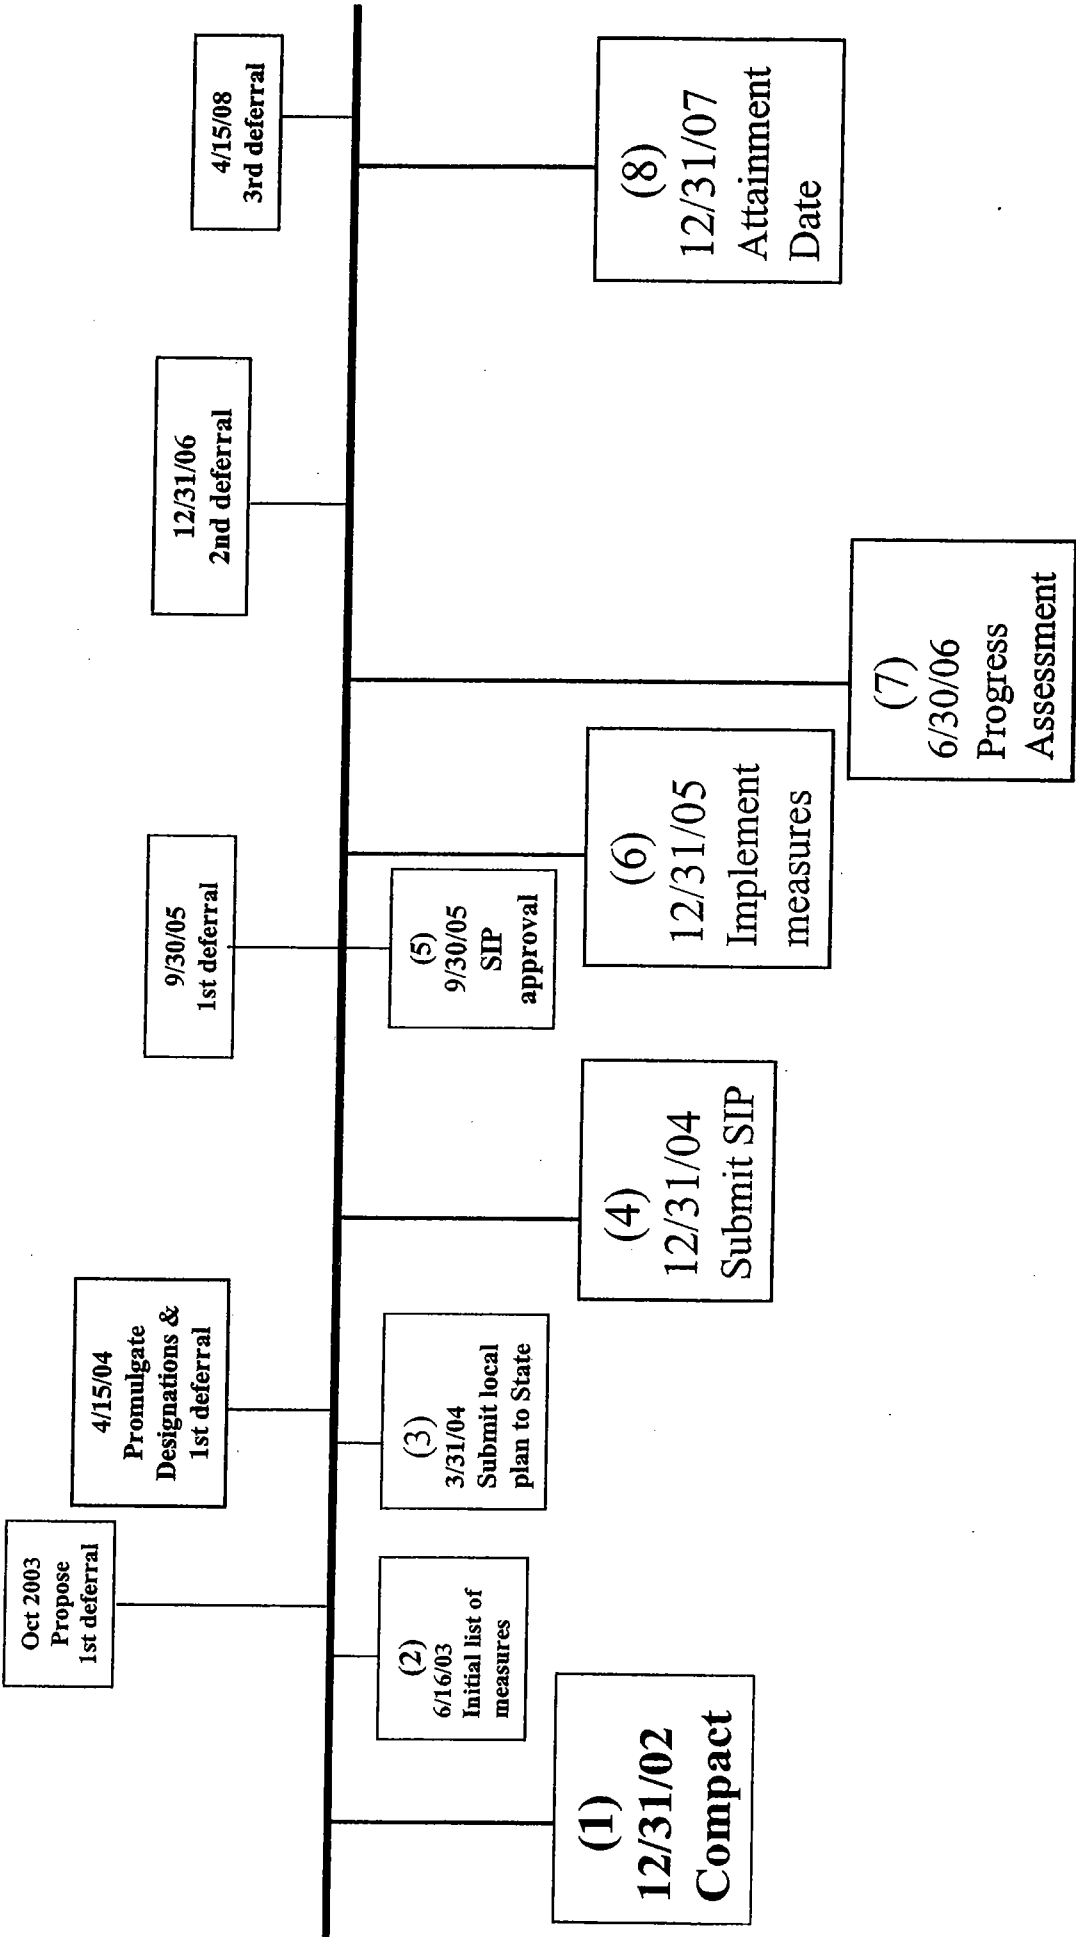 Oct 2003
Propose
1st deferral
4/15/04
Promulgate
Designations &
1st deferral
9/30/05
1st deferral
12/31/06
2nd deferral
4/15/08
3rd deferral
(1)
12/31/02
Compact
(2)
6/16/03
Initial list of
measures
(3)
3/31/04
Submit local
plan to State
(4)
12/31/04
Submit SIP
(5)
9/30/05
SIP
approval
(6)
12/31/05
Implement
measures
(7)
6/30/06
Progress
Assessment
(8)
12/31/07
Attainment
Date